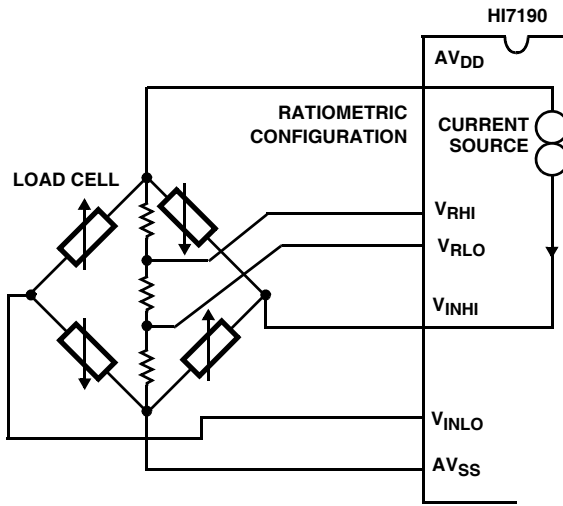 HI7190
AVDD
RATIOMETRIC
CONFIGURATION
CURRENT
SOURCE
LOAD CELL
VRHI
VRLO
VINHI
VINLO
AVSS